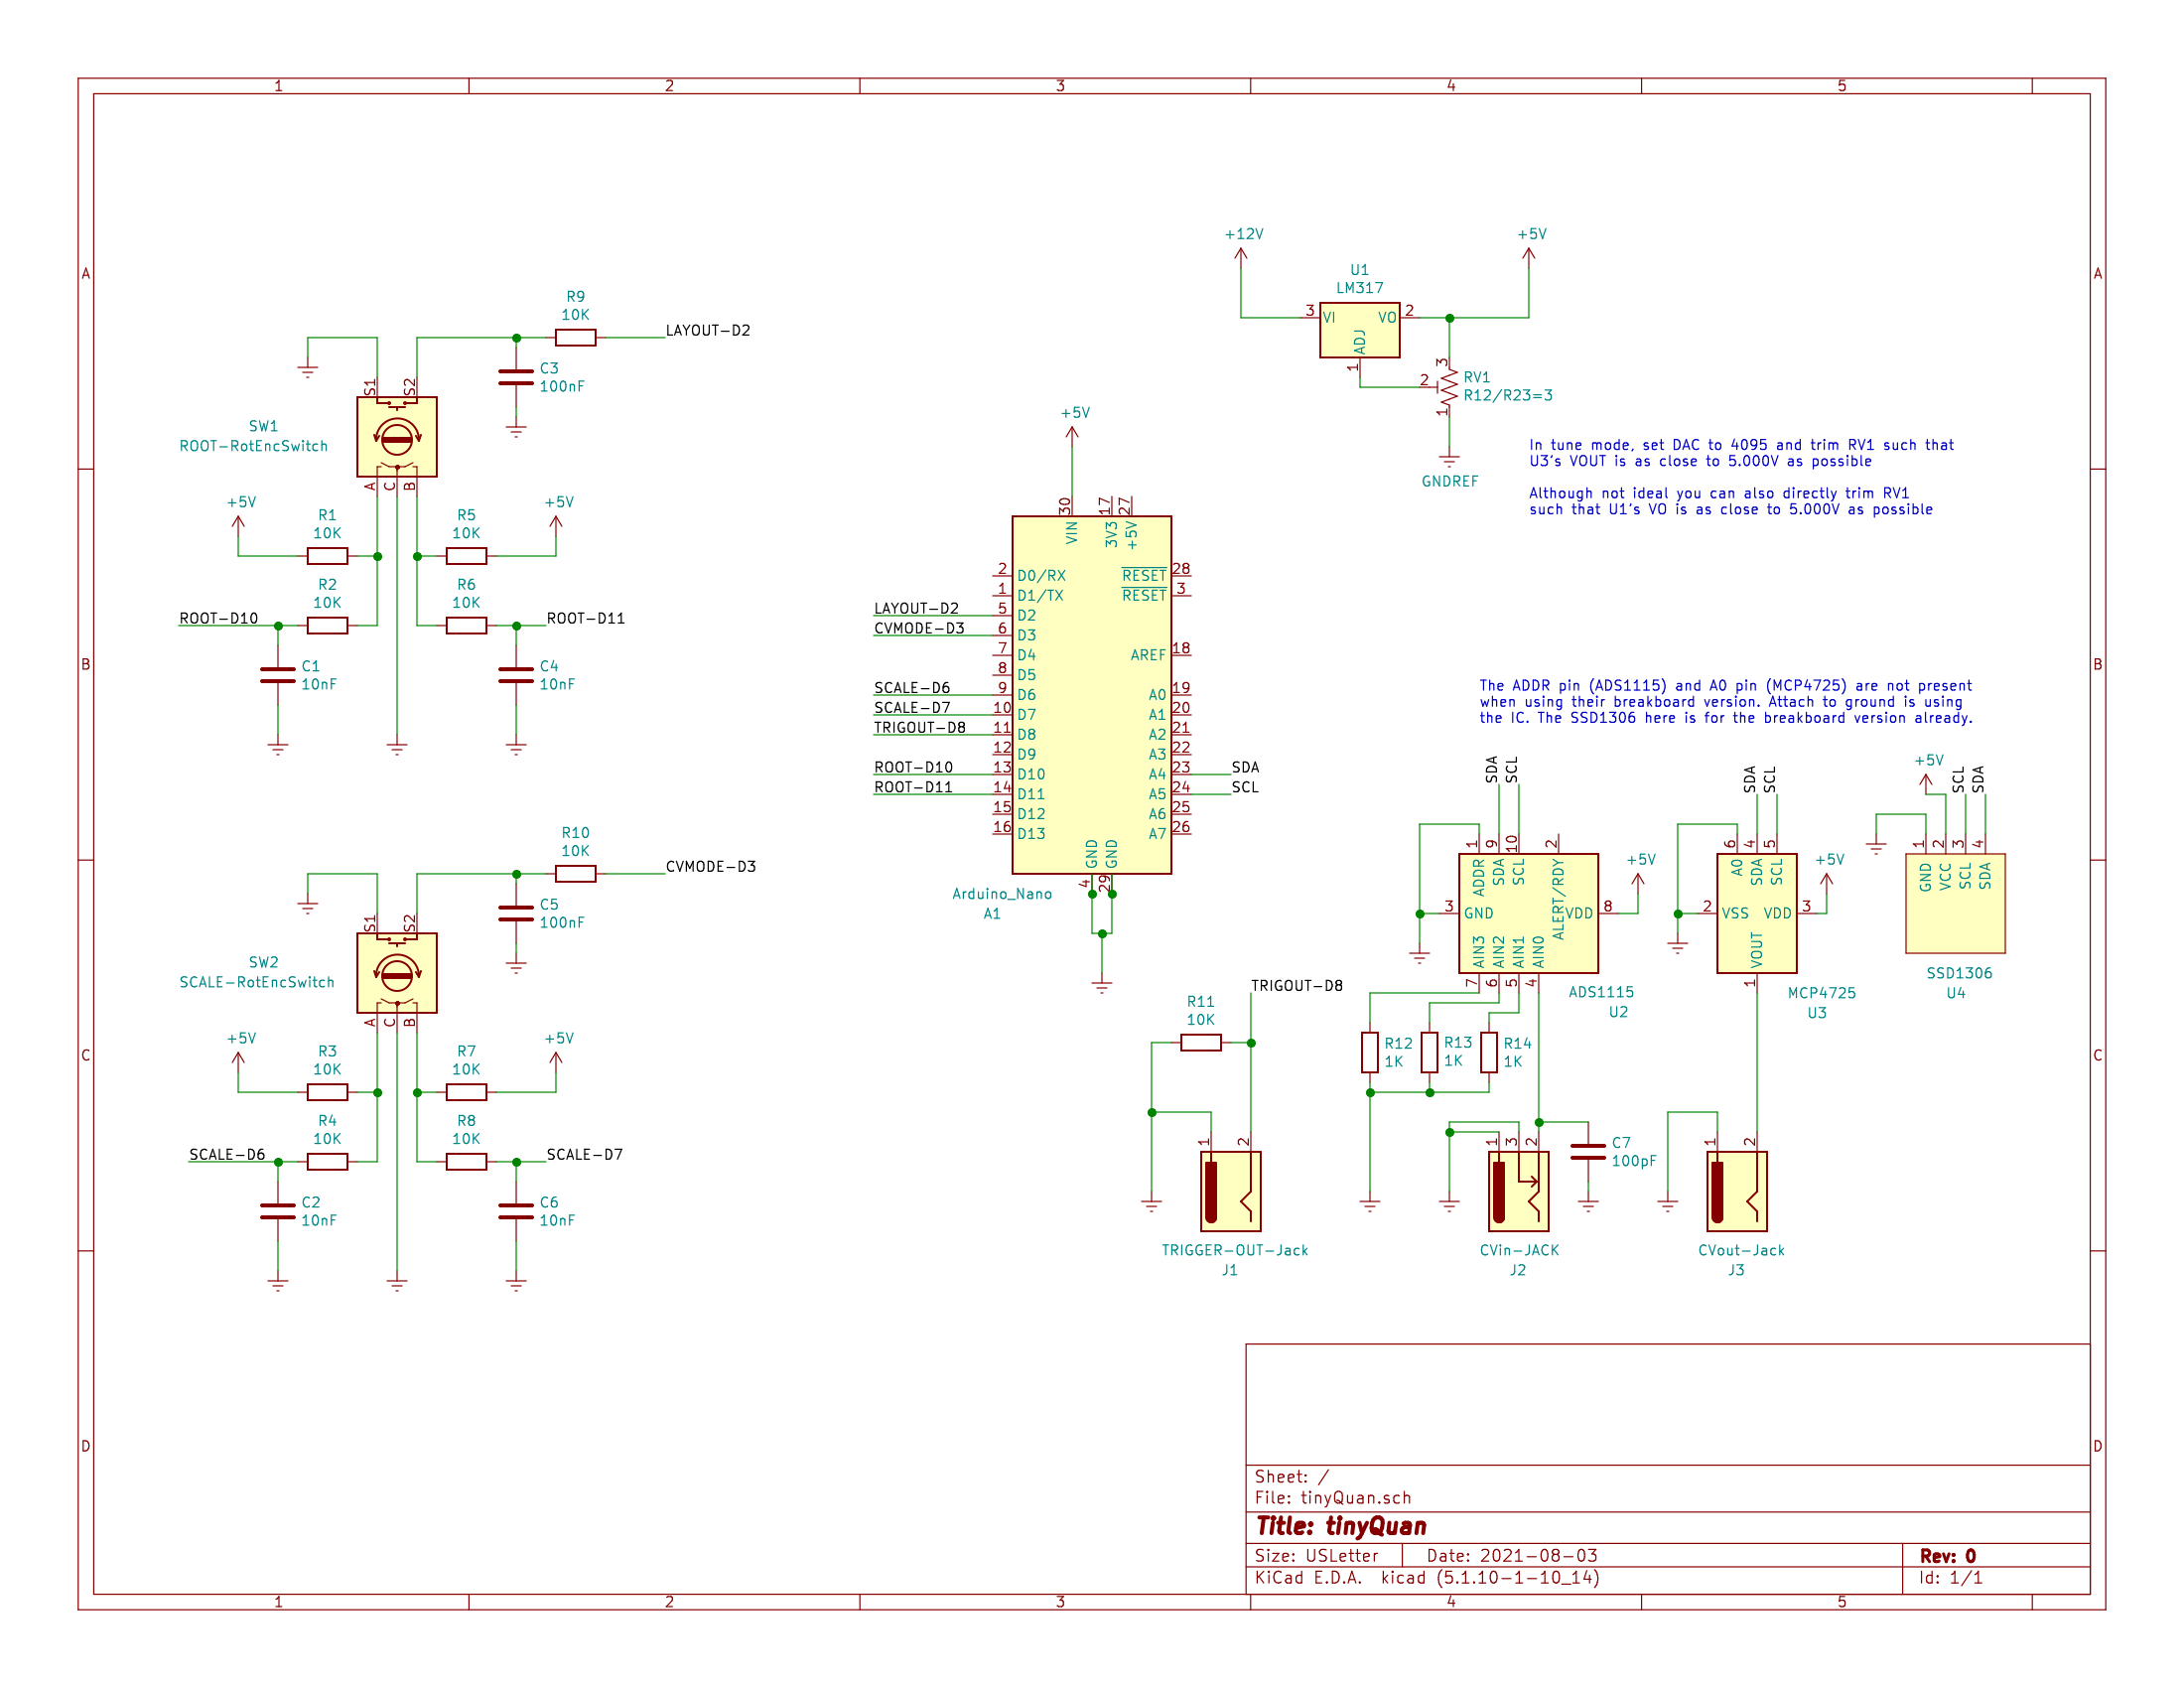 1 2 3 4 5
A A
B B
C C
D D
R9
10K
LAYOUT-D2
C3
100nF
S1 S2
SW1
ROOT-RotEncSwitch
A C B
+5V +5V
R1 R5
10K 10K
R2 R6
10K 10K
ROOT-D10 ROOT-D11
C1 C4
10nF 10nF
R10
10K
CVMODE-D3
C5
100nF
S1 S2
SW2
SCALE-RotEncSwitch
A C B
+5V +5V
R3 R7
10K 10K
R4 R8
10K 10K
SCALE-D6 SCALE-D7
C2 C6
10nF 10nF
+5V
30 17 27
VIN 3V3 +5V
2 D0/RX RESET 28
1 D1/TX RESET 3
LAYOUT-D2 5 D2
CVMODE-D3 6 D3
7 D4 AREF 18
8 D5
SCALE-D6 9 D6 A0 19
SCALE-D7 10 D7 A1 20
TRIGOUT-D8 11 D8 A2 21
12 D9 A3 22
ROOT-D10 13 D10 A4 23 SDA
ROOT-D11 14 D11 A5 24 SCL
15 D12 A6 25
16 D13 A7 26
GND GND
4 29
Arduino_Nano
A1
+12V +5V
U1
LM317
3 VI VO 2
ADJ
1
3
2 RV1
R12/R23=3
1
GNDREF
In tune mode, set DAC to 4095 and trim RV1 such that
U3's VOUT is as close to 5.000V as possible
Although not ideal you can also directly trim RV1
such that U1's VO is as close to 5.000V as possible
The ADDR pin (ADS1115) and A0 pin (MCP4725) are not present
when using their breakboard version. Attach to ground is using
the IC. The SSD1306 here is for the breakboard version already.
SDA SCL
1 9 10 2
ADDR SDA SCL ALERT/RDY
+5V
3 GND VDD 8
AIN3 AIN2 AIN1 AIN0
7 6 5 4
ADS1115
U2
SDA SCL
6 4 5
A0 SDA SCL
+5V
2 VSS VDD 3
VOUT
1
MCP4725
U3
+5V SCL SDA
1 2 3 4
GND VCC SCL SDA
SSD1306
U4
TRIGOUT-D8
R11
10K
1 2
TRIGGER-OUT-Jack
J1
R12 R13 R14
1K 1K 1K
1 3 2
C7
100pF
CVin-JACK
J2
1 2
CVout-Jack
J3
Sheet: /
File: tinyQuan.sch
Title: tinyQuan
Size: USLetter Date: 2021-08-03 Rev: 0
KiCad E.D.A. kicad (5.1.10-1-10_14) Id: 1/1
1 2 3 4 5